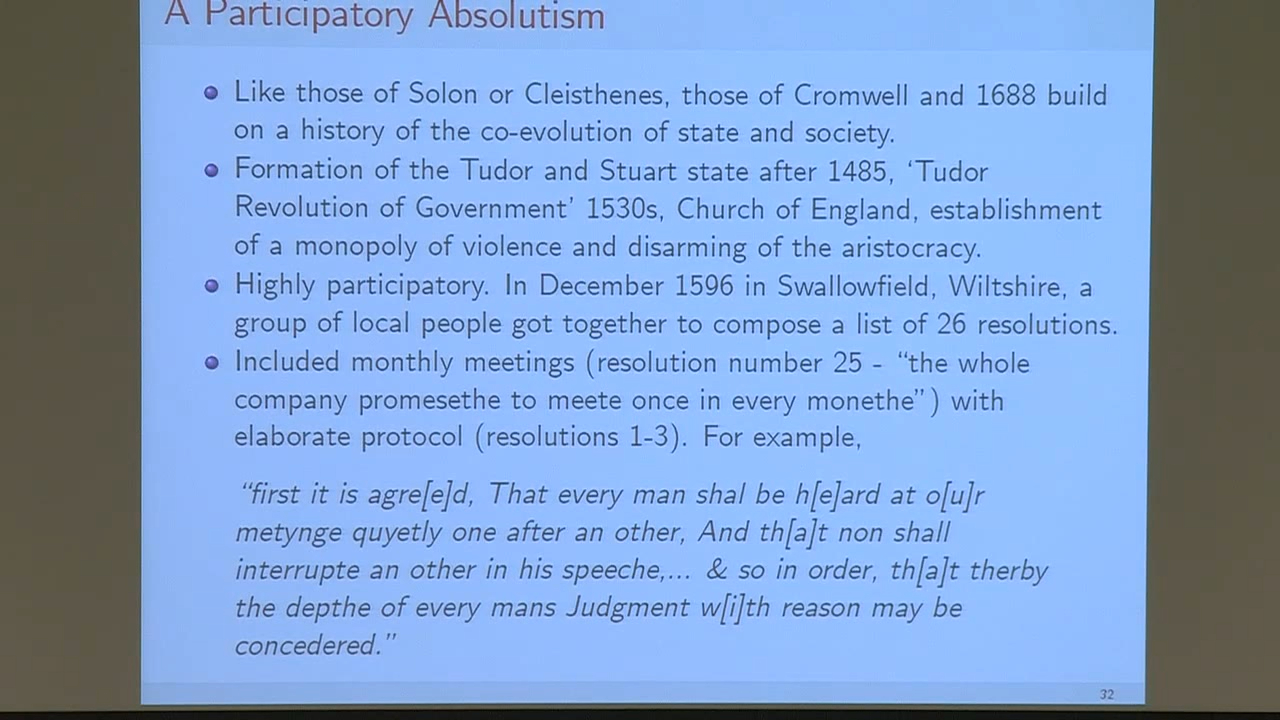 A Participatory Absolutism
Like those of Solon or Cleisthenes, those of Cromwell and 1688 build
on a history of the co-evolution of state and society.
Formation of the Tudor and Stuart state after 1485, ‘Tudor
Revolution of Government’ 1530s, Church of England, establishment
of a monopoly of violence and disarming of the aristocracy.
Highly participatory. In December 1596 in Swallowfield, Wiltshire, a
group of local people got together to compose a list of 26 resolutions.
Included monthly meetings (resolution number 25 - “the whole
company promesethe to meete once in every monethe”) with
elaborate protocol (resolutions 1-3). For example,
“first it is agre[e]d, That every man shal be h[e]ard at o[u]r
metynge quyetly one after an other, And th[a]t non shall
interrupte an other in his speeche,... & so in order, th[a]t therby
the depthe of every mans Judgment w[i]th reason may be
concedered.”
32